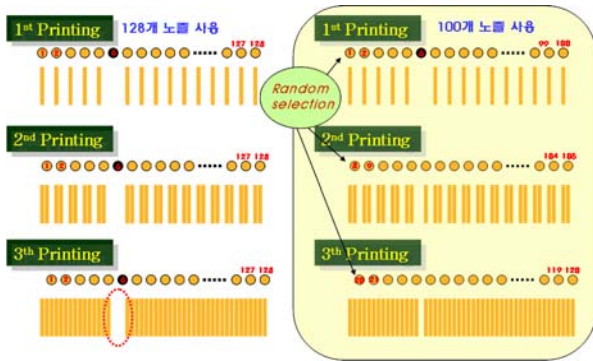 1st Printing 128개 노즐 사용
1 2 ..... 127 128
2nd Printing
1 2 ..... 127 128
3th Printing
1 2 ..... 127 128
1st Printing 100개 노즐 사용
1 2 ..... 99 100
Random
selection
2nd Printing
8 9 ..... 104 105
3th Printing
20 21 ..... 119 120